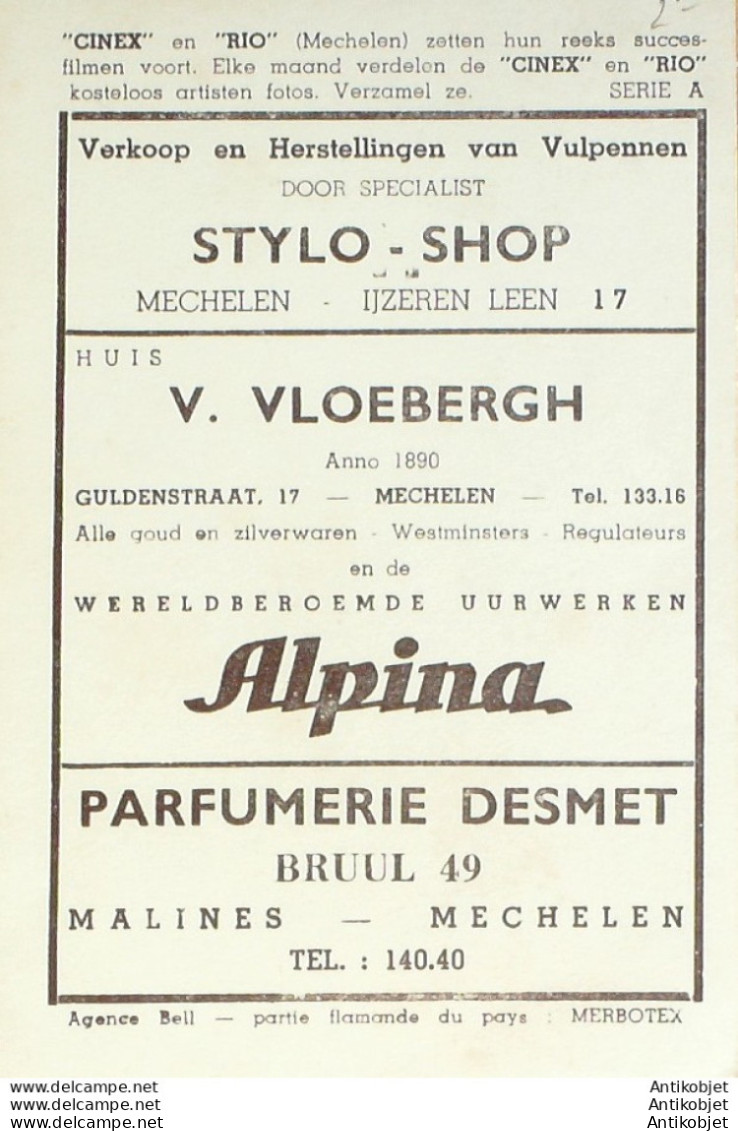 "CINEX" en "RIO" (Mechelen) zetten hun reeks succes-
filmen voort. Elke maand verdelen de "CINEX" en "RIO"
kosteloos artisten fotos. Verzamel ze. SERIE A
Verkoop en Herstellingen van Vulpennen
DOOR SPECIALIST
STYLO - SHOP
MECHELEN - IJZEREN LEEN 17
HUIS
V. VLOEBERGH
Anno 1890
GULDENSTRAAT, 17 — MECHELEN — Tel. 133.16
Alle goud en zilverwaren - Westminsters - Regulateurs
en de
WERELDBEROEMDE UURWERKEN
Alpina
PARFUMERIE DESMET
BRUUL 49
MALINES — MECHELEN
TEL. : 140.40
Agence Bell — partie flamande du pays : MERBOTEX
www.delcampe.net Antikobjet
www.delcampe.net Antikobjet
www.delcampe.net Antikobjet